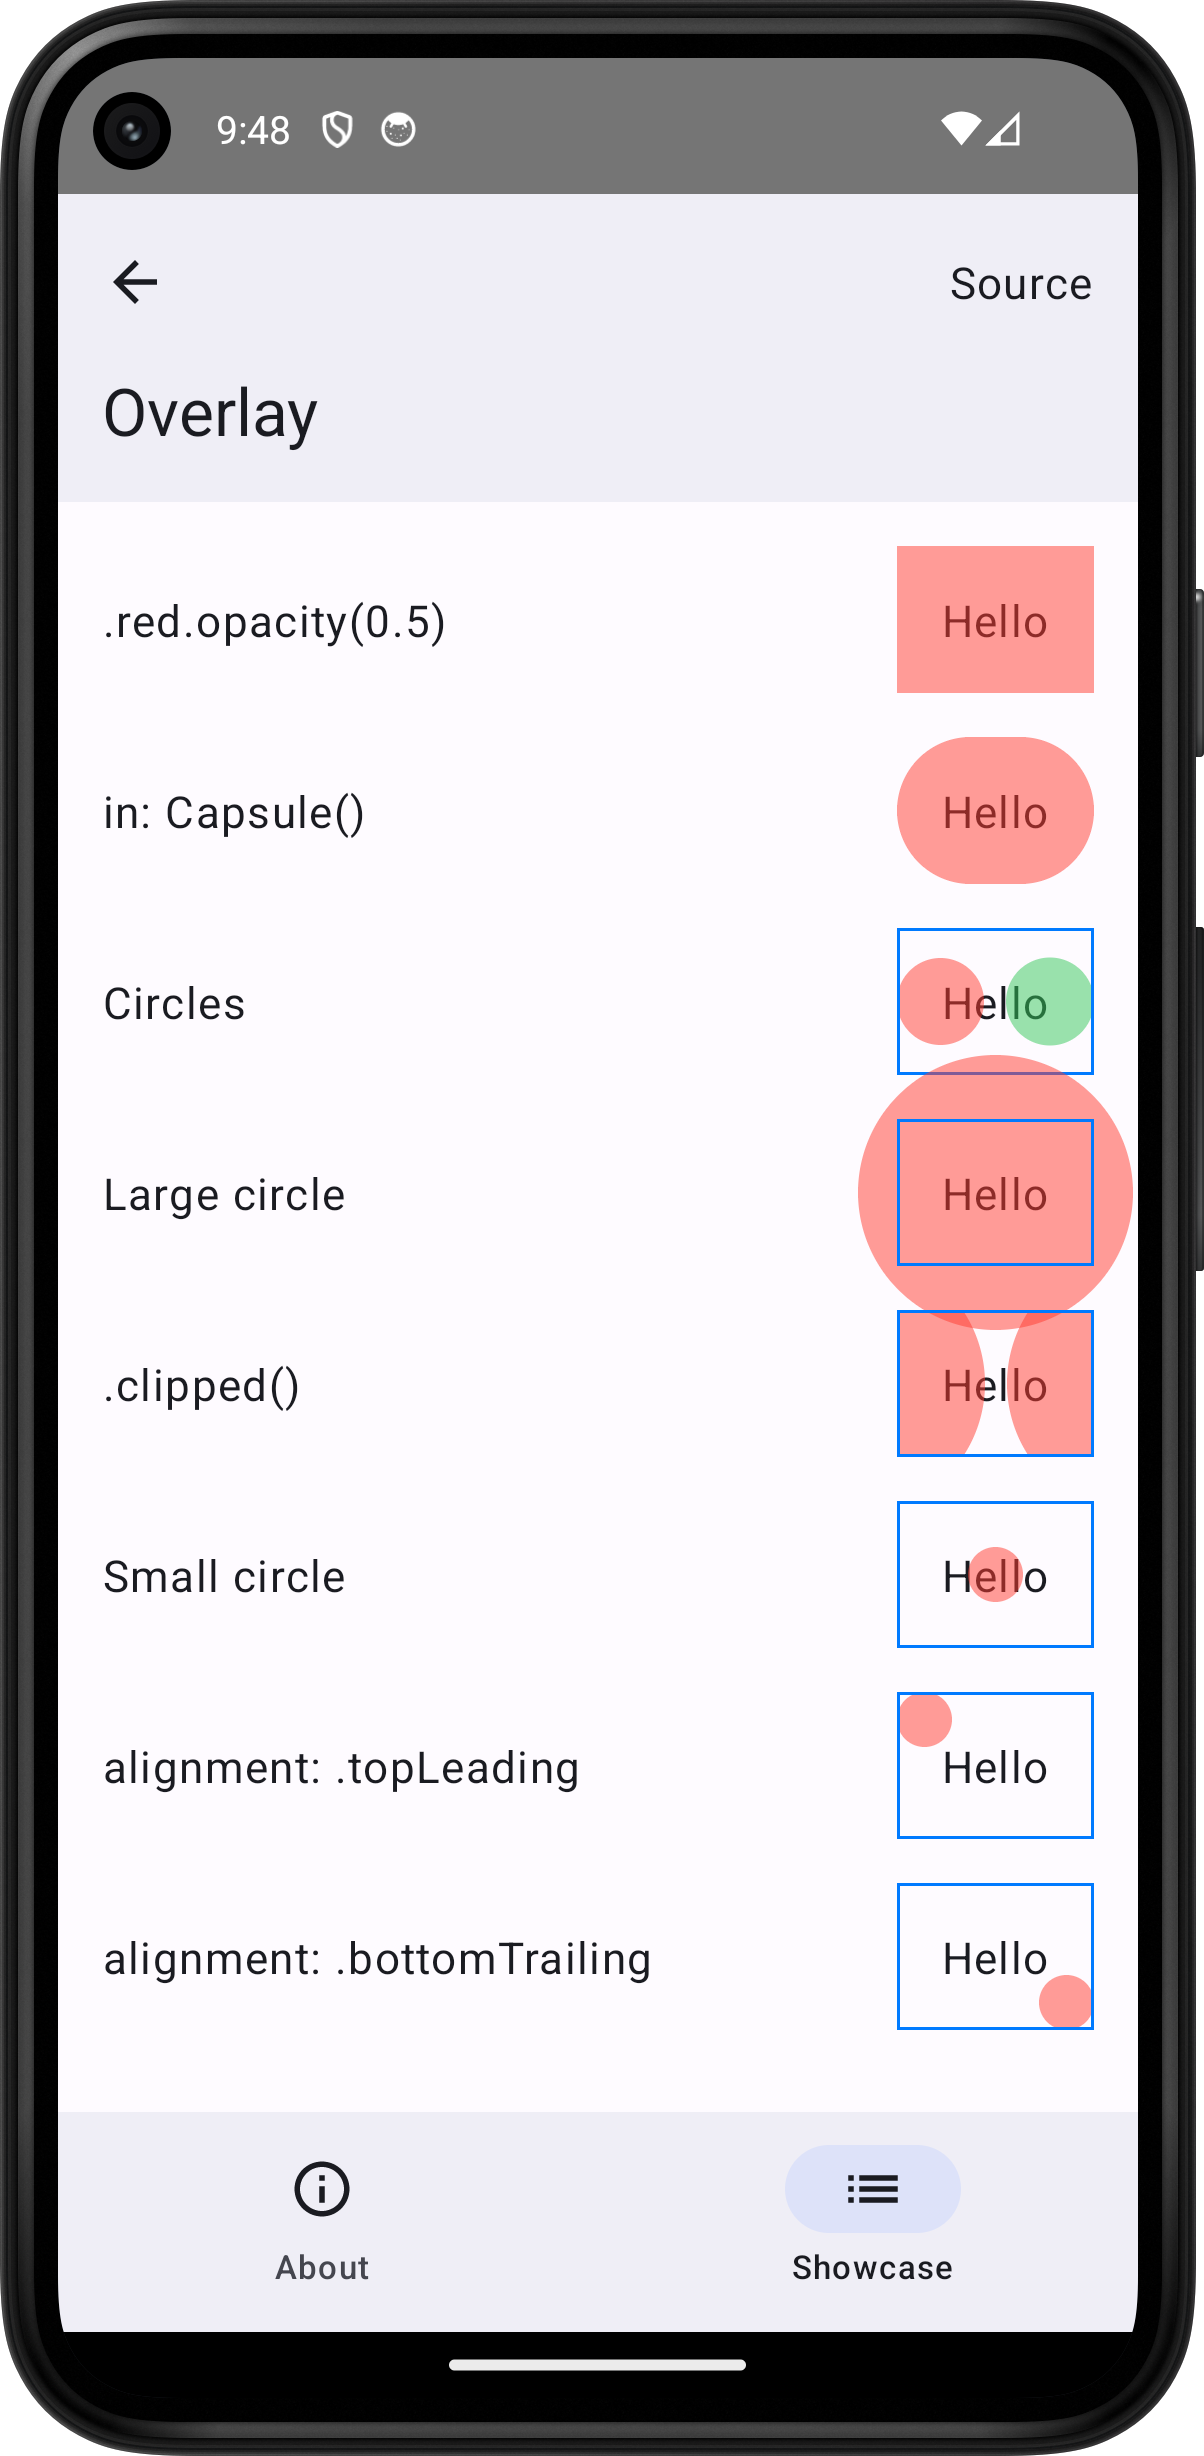 9:48
Source
Overlay
.red.opacity(0.5) Hello
in: Capsule() Hello
Circles Hello
Large circle Hello
.clipped() Hello
Small circle Hello
alignment: .topLeading Hello
alignment: .bottomTrailing Hello
About Showcase